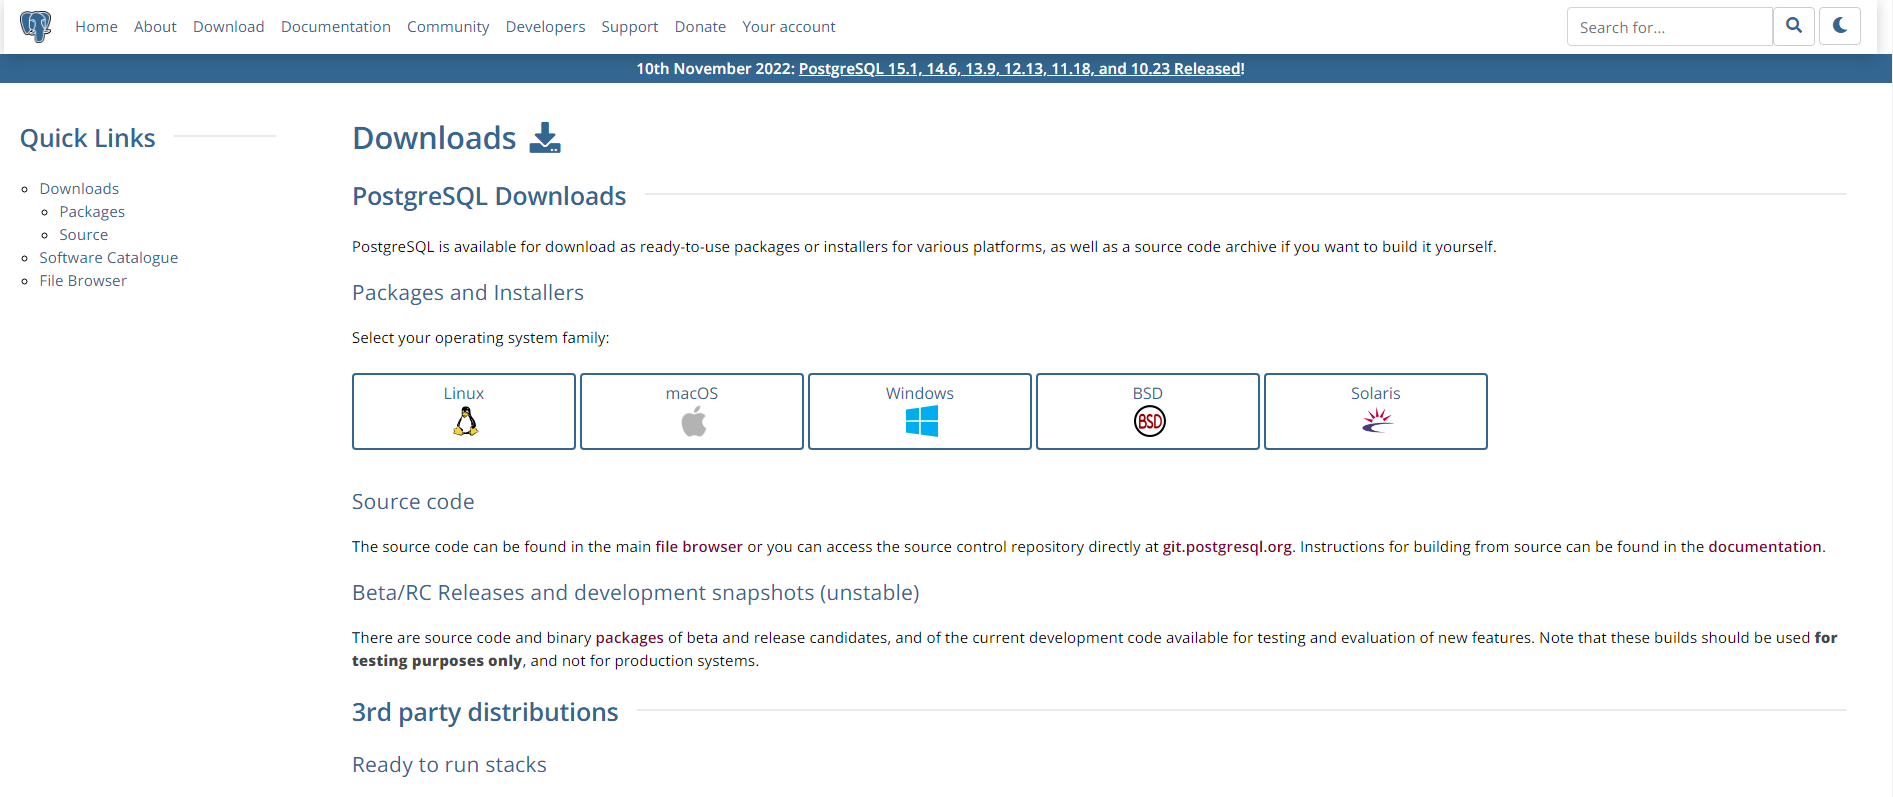 Home About Download Documentation Community Developers Support Donate Your account Search for...
10th November 2022: PostgreSQL 15.1, 14.6, 13.9, 12.13, 11.18, and 10.23 Released!
Quick Links
Downloads
Packages
Source
Software Catalogue
File Browser
Downloads
PostgreSQL Downloads
PostgreSQL is available for download as ready-to-use packages or installers for various platforms, as well as a source code archive if you want to build it yourself.
Packages and Installers
Select your operating system family:
Linux macOS Windows BSD Solaris
BSD
Source code
The source code can be found in the main file browser or you can access the source control repository directly at git.postgresql.org. Instructions for building from source can be found in the documentation.
Beta/RC Releases and development snapshots (unstable)
There are source code and binary packages of beta and release candidates, and of the current development code available for testing and evaluation of new features. Note that these builds should be used for
testing purposes only, and not for production systems.
3rd party distributions
Ready to run stacks